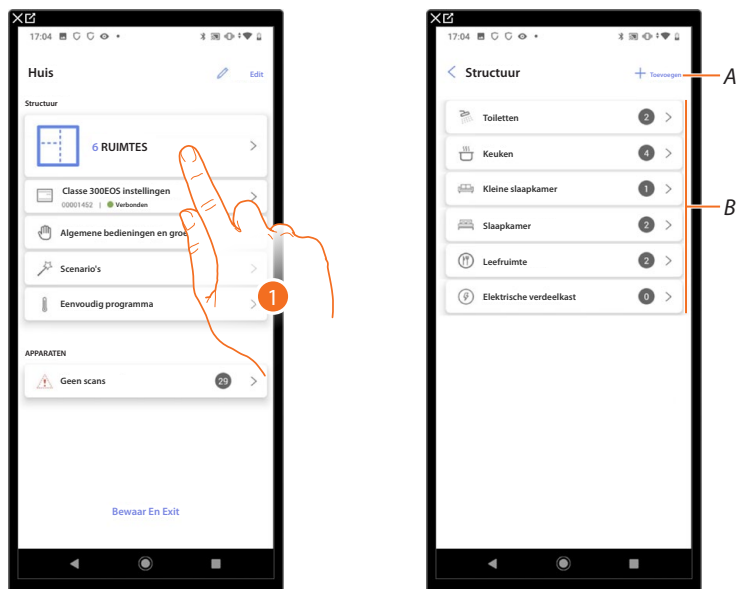 17:04
Huis
Edit
Structuur
6 RUIMTES
Classe 300EOS instellingen
00001452 | Verbonden
Algemene bedieningen en groe
Scenario's
Eenvoudig programma
1
APPARATEN
Geen scans 29
Bewaar En Exit
17:04
Structuur
Toevoegen
A
Toiletten 2
Keuken 4
Kleine slaapkamer 1
B
Slaapkamer 2
Leefruimte 2
Elektrische verdeelkast 0